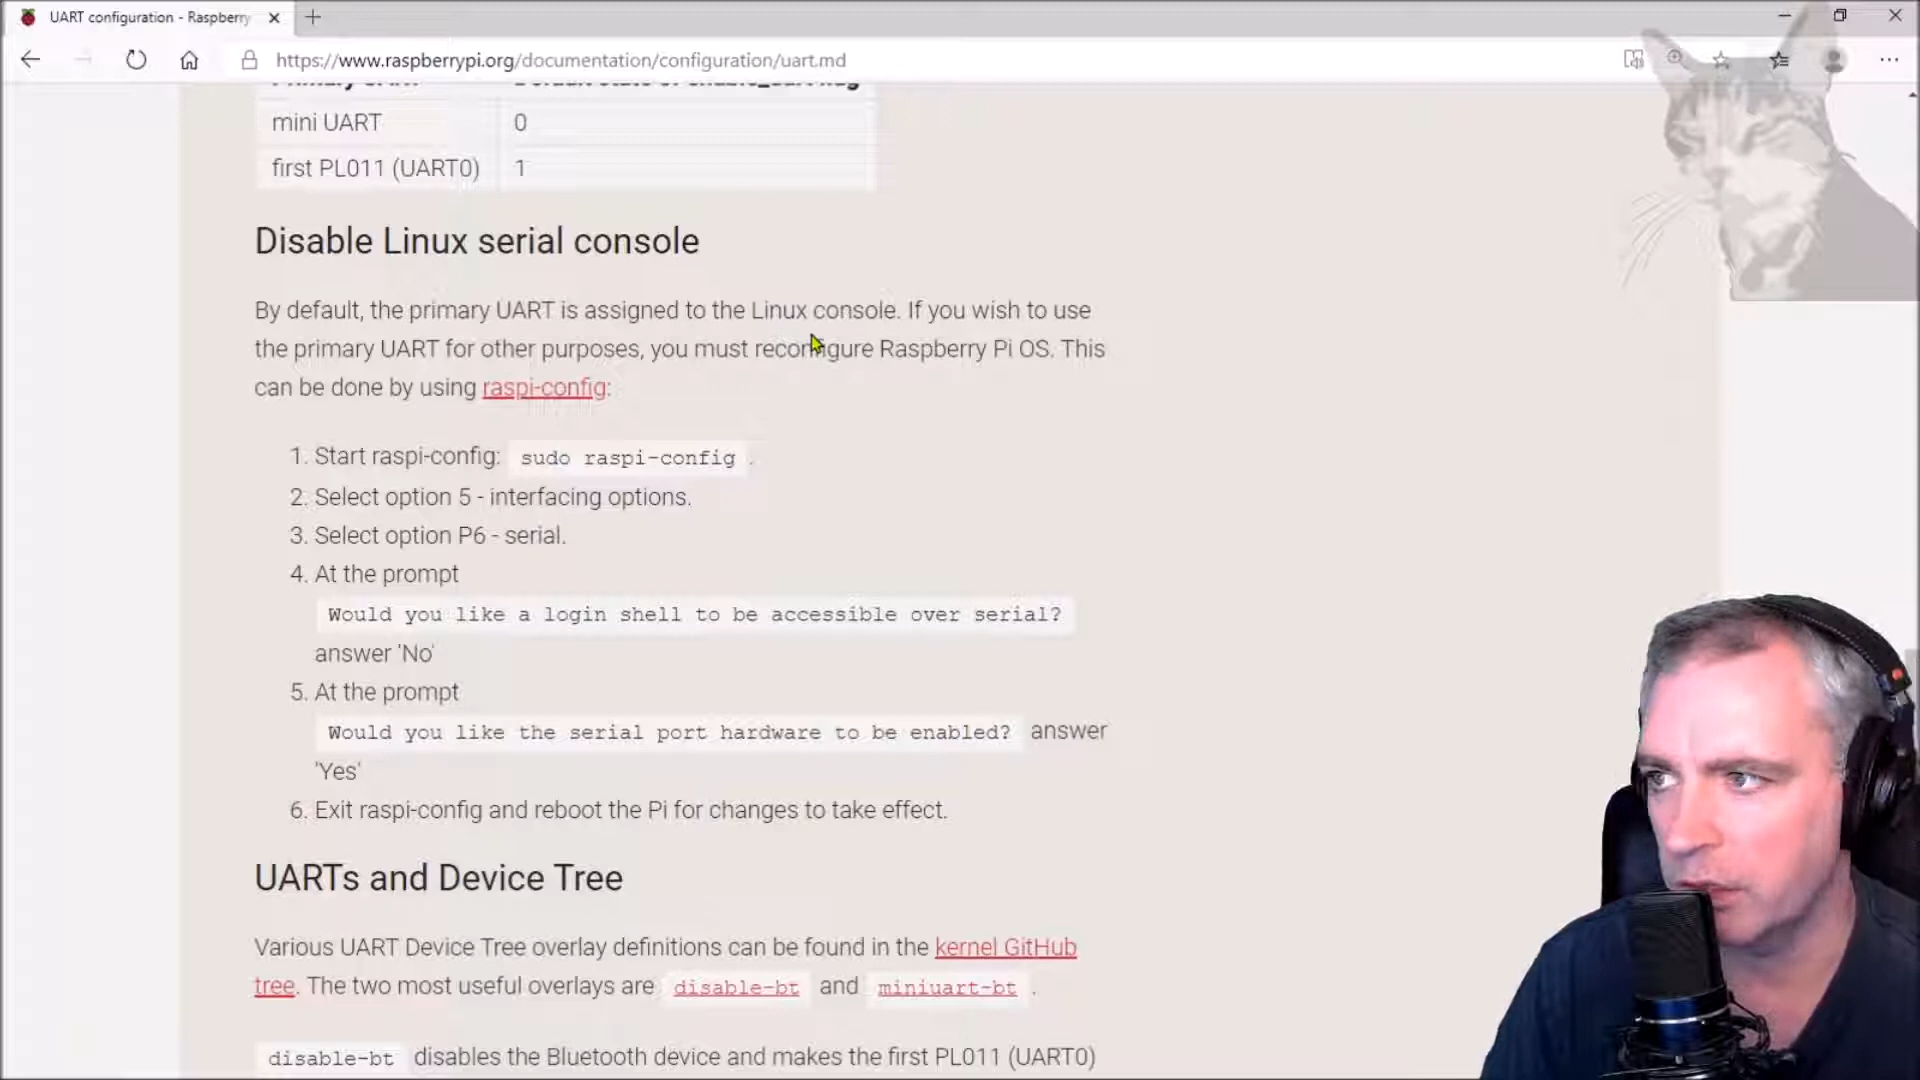 UART configuration - Raspberry
https://www.raspberrypi.org/documentation/configuration/uart.md
Primary UART Default state of enable_uart flag
mini UART 0
first PL011 (UART0) 1
Disable Linux serial console
By default, the primary UART is assigned to the Linux console. If you wish to use
the primary UART for other purposes, you must reconfigure Raspberry Pi OS. This
can be done by using raspi-config:
1. Start raspi-config: sudo raspi-config .
2. Select option 5 - interfacing options.
3. Select option P6 - serial.
4. At the prompt
Would you like a login shell to be accessible over serial?
answer 'No'
5. At the prompt
Would you like the serial port hardware to be enabled? answer
'Yes'
6. Exit raspi-config and reboot the Pi for changes to take effect.
UARTs and Device Tree
Various UART Device Tree overlay definitions can be found in the kernel GitHub
tree. The two most useful overlays are disable-bt and miniuart-bt .
disable-bt disables the Bluetooth device and makes the first PL011 (UART0)